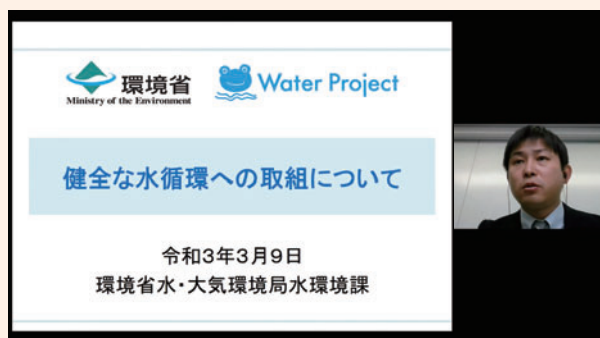 環境省
Ministry of the Environment
Water Project
健全な水循環への取組について
令和3年3月9日
環境省水・大気環境局水環境課